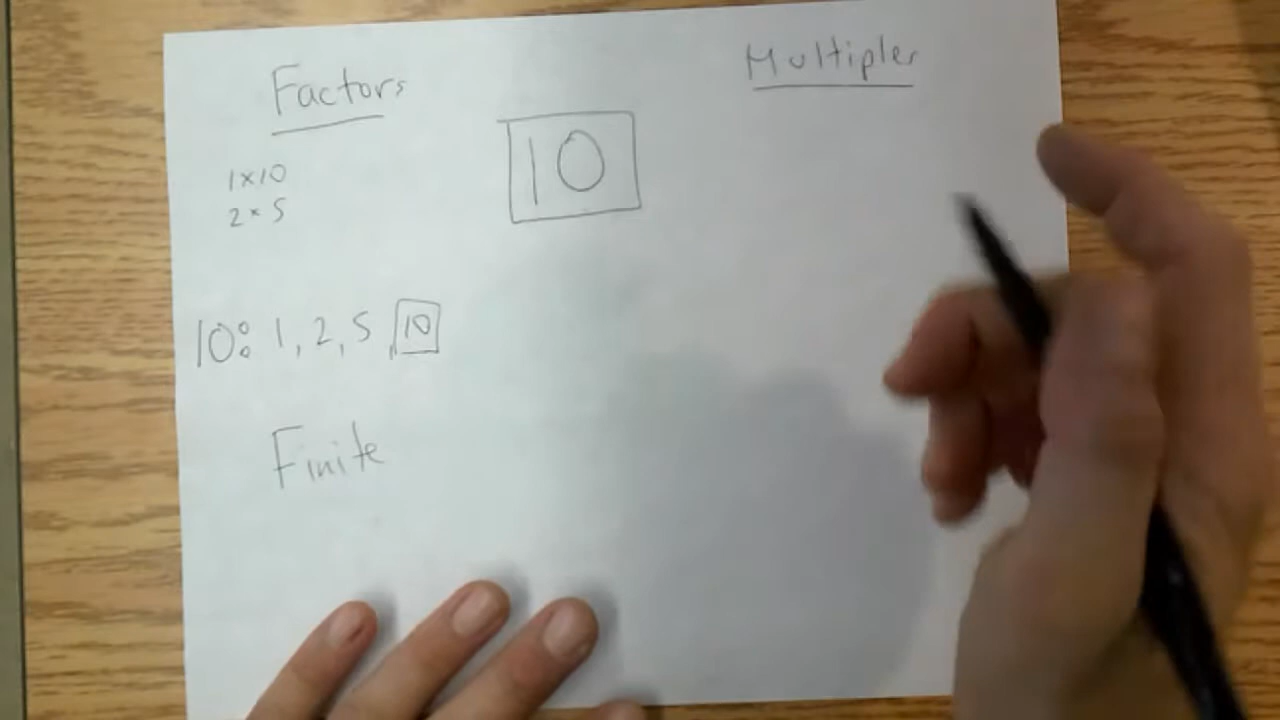 Factors
Multiples
10
1×10
2×5
10: 1, 2, 5, 10
Finite